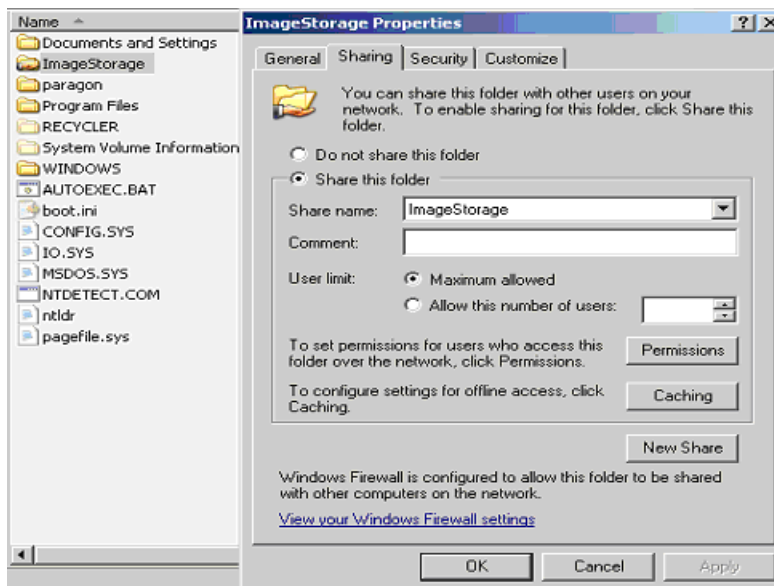 Name
Documents and Settings
ImageStorage
paragon
Program Files
RECYCLER
System Volume Information
WINDOWS
AUTOEXEC.BAT
boot.ini
CONFIG.SYS
IO.SYS
MSDOS.SYS
NTDETECT.COM
ntldr
pagefile.sys
ImageStorage Properties
General Sharing Security Customize
You can share this folder with other users on your
network. To enable sharing for this folder, click Share this
folder.
Do not share this folder
Share this folder
Share name: ImageStorage
Comment:
User limit: Maximum allowed
Allow this number of users:
To set permissions for users who access this
folder over the network, click Permissions.
Permissions
To configure settings for offline access, click
Caching.
Caching
New Share
Windows Firewall is configured to allow this folder to be shared
with other computers on the network.
View your Windows Firewall settings
OK Cancel Apply